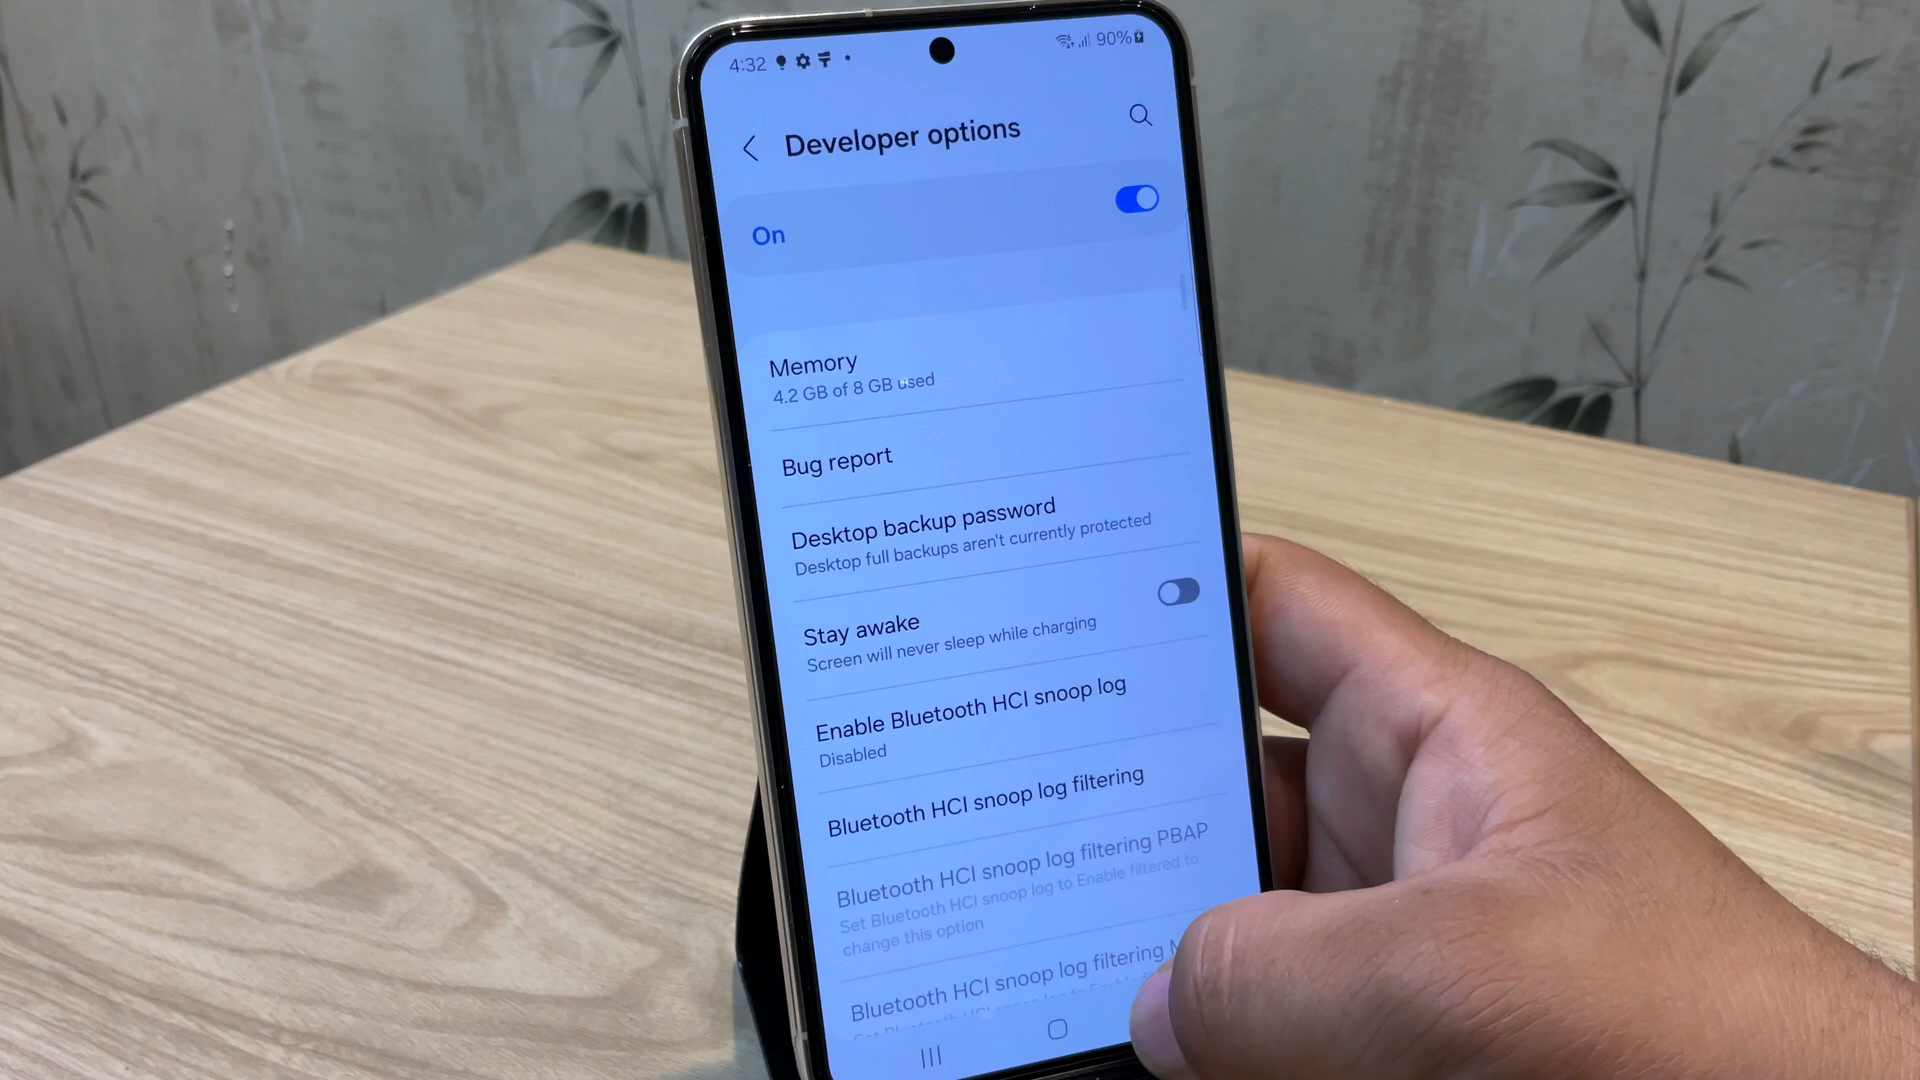 4:32
90%
Developer options
On
Memory
4.2 GB of 8 GB used
Bug report
Desktop backup password
Desktop full backups aren't currently protected
Stay awake
Screen will never sleep while charging
Enable Bluetooth HCI snoop log
Disabled
Bluetooth HCI snoop log filtering
Bluetooth HCI snoop log filtering PBAP
Set Bluetooth HCI snoop log to Enable filtered to
change this option
Bluetooth HCI snoop log filtering